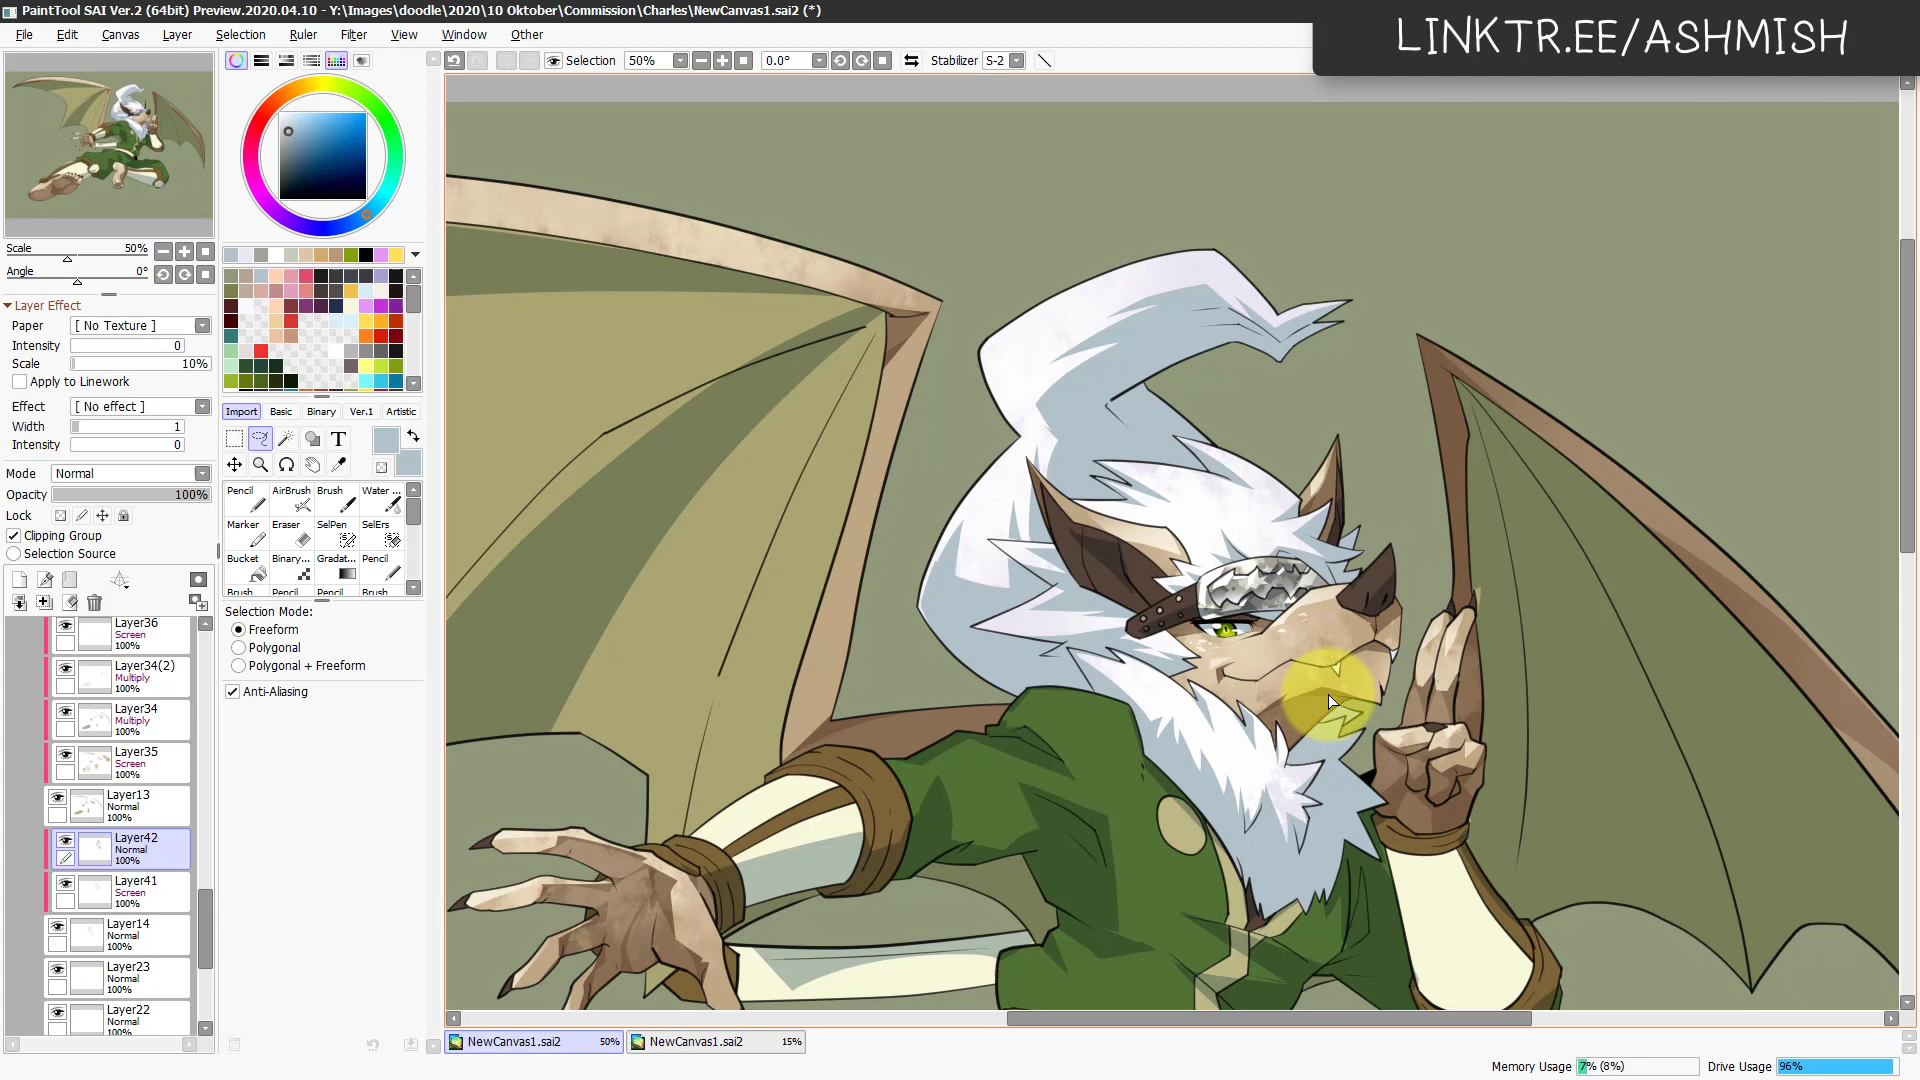 PaintTool SAI Ver.2 (64bit) Preview.2020.04.10 - Y:\Images\doodle\2020\10 Oktober\Commission\Charles\NewCanvas1.sai2 (*)
LINKTR.EE/ASHMISH
File Edit Canvas Layer Selection Ruler Filter View Window Other
Selection 50% 0.0° Stabilizer S-2
Scale 50%
Angle 0°
Layer Effect
Paper [ No Texture ]
Intensity 0
Scale 10%
Apply to Linework
Effect [ No effect ]
Width 1
Intensity 0
Mode Normal
Opacity 100%
Lock
Clipping Group
Selection Source
Layer36
Screen
100%
Layer34(2)
Multiply
100%
Layer34
Multiply
100%
Layer35
Screen
100%
Layer13
Normal
100%
Layer42
Normal
100%
Layer41
Screen
100%
Layer14
Normal
100%
Layer23
Normal
100%
Layer22
Normal
100%
Import Basic Binary Ver.1 Artistic
T
Pencil AirBrush Brush Water ...
Marker Eraser SelPen SelErs
Bucket Binary... Gradat... Pencil
Brush Pencil Pencil Brush
Selection Mode:
Freeform
Polygonal
Polygonal + Freeform
Anti-Aliasing
NewCanvas1.sai2 50% NewCanvas1.sai2 15%
Memory Usage 7% (8%) Drive Usage 96%